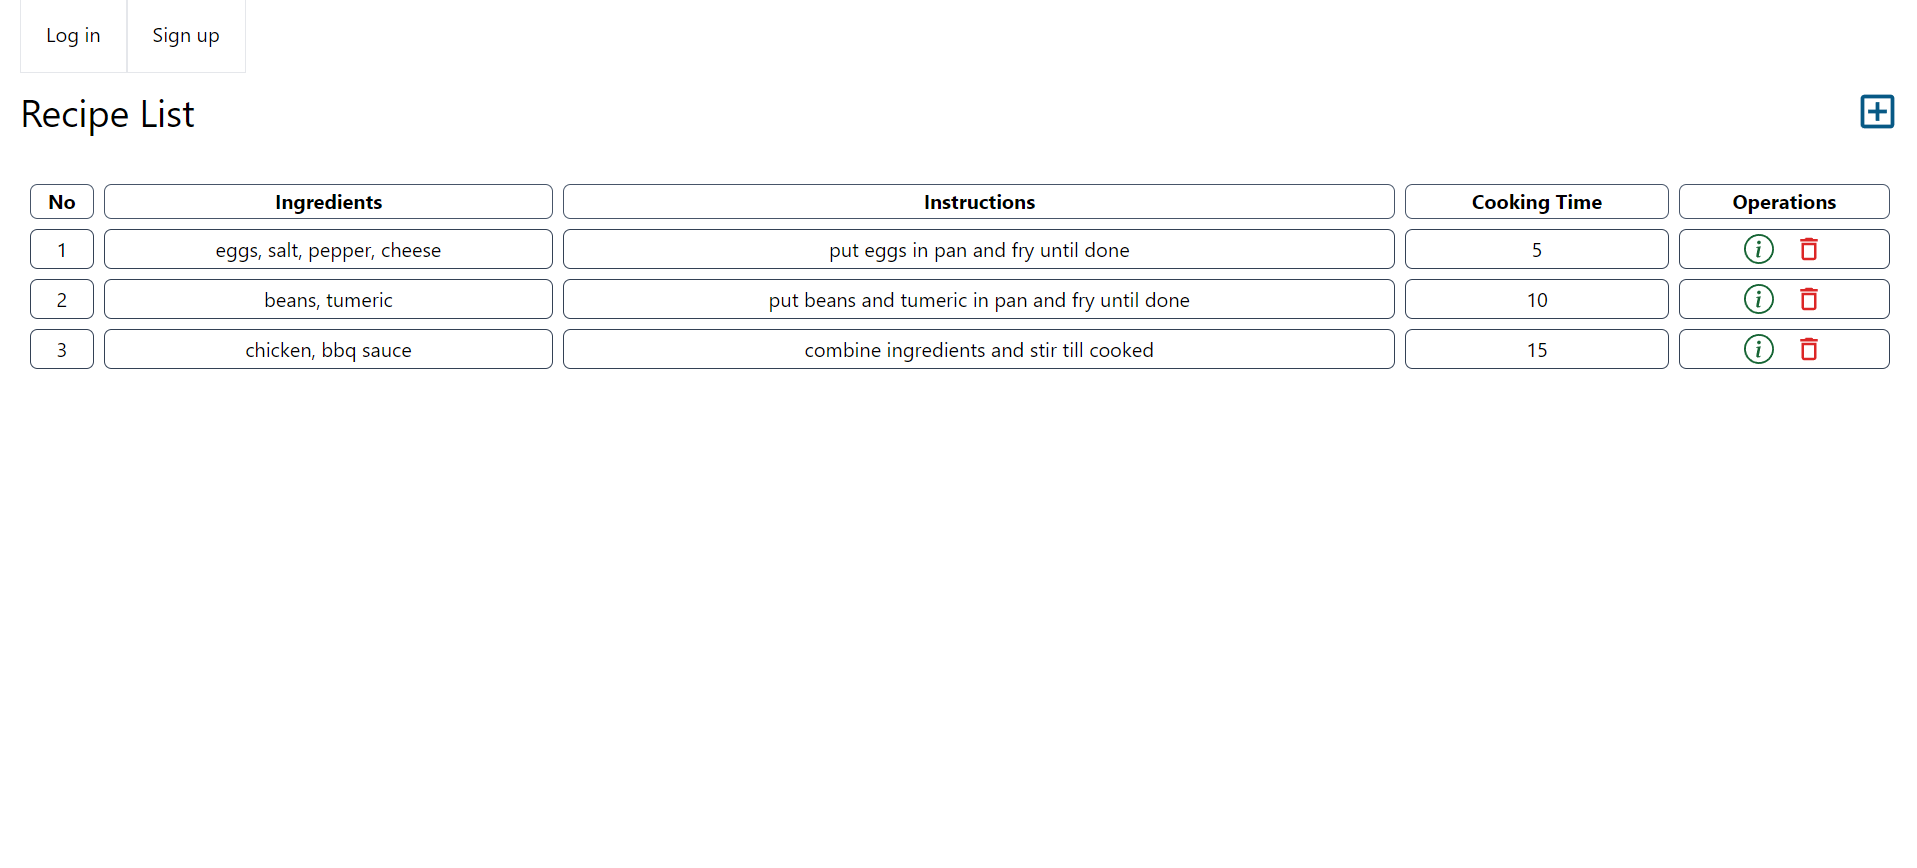 Log in Sign up
Recipe List
No Ingredients Instructions Cooking Time Operations
1 eggs, salt, pepper, cheese put eggs in pan and fry until done 5
2 beans, tumeric put beans and tumeric in pan and fry until done 10
3 chicken, bbq sauce combine ingredients and stir till cooked 15